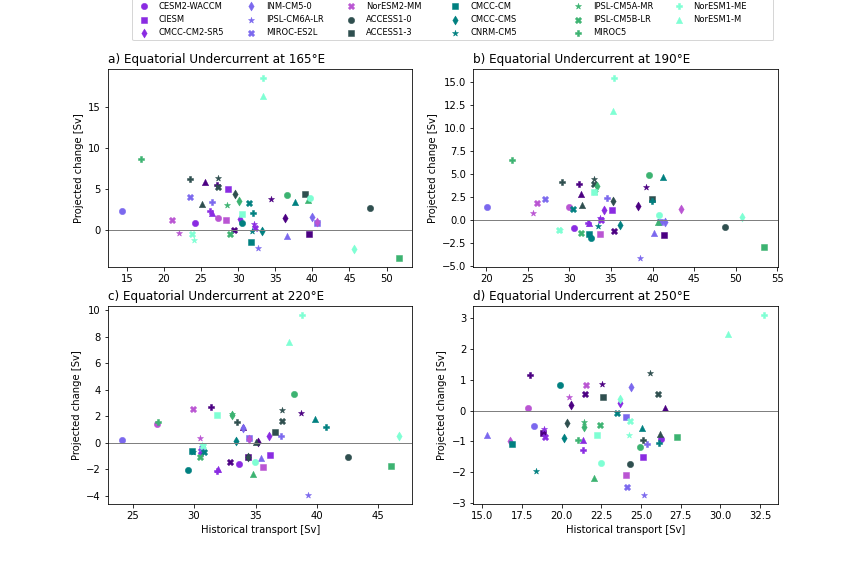 CESM2-WACCM INM-CM5-0 NorESM2-MM CMCC-CM IPSL-CM5A-MR NorESM1-ME
CIESM IPSL-CM6A-LR ACCESS1-0 CMCC-CMS IPSL-CM5B-LR NorESM1-M
CMCC-CM2-SR5 MIROC-ES2L ACCESS1-3 CNRM-CM5 MIROC5
a) Equatorial Undercurrent at 165°E
Projected change [Sv]
15
10
5
0
15 20 25 30 35 40 45 50
b) Equatorial Undercurrent at 190°E
Projected change [Sv]
15.0
12.5
10.0
7.5
5.0
2.5
0.0
−2.5
−5.0
20 25 30 35 40 45 50 55
c) Equatorial Undercurrent at 220°E
Projected change [Sv]
10
8
6
4
2
0
−2
−4
25 30 35 40 45
Historical transport [Sv]
d) Equatorial Undercurrent at 250°E
Projected change [Sv]
3
2
1
0
−1
−2
−3
15.0 17.5 20.0 22.5 25.0 27.5 30.0 32.5
Historical transport [Sv]